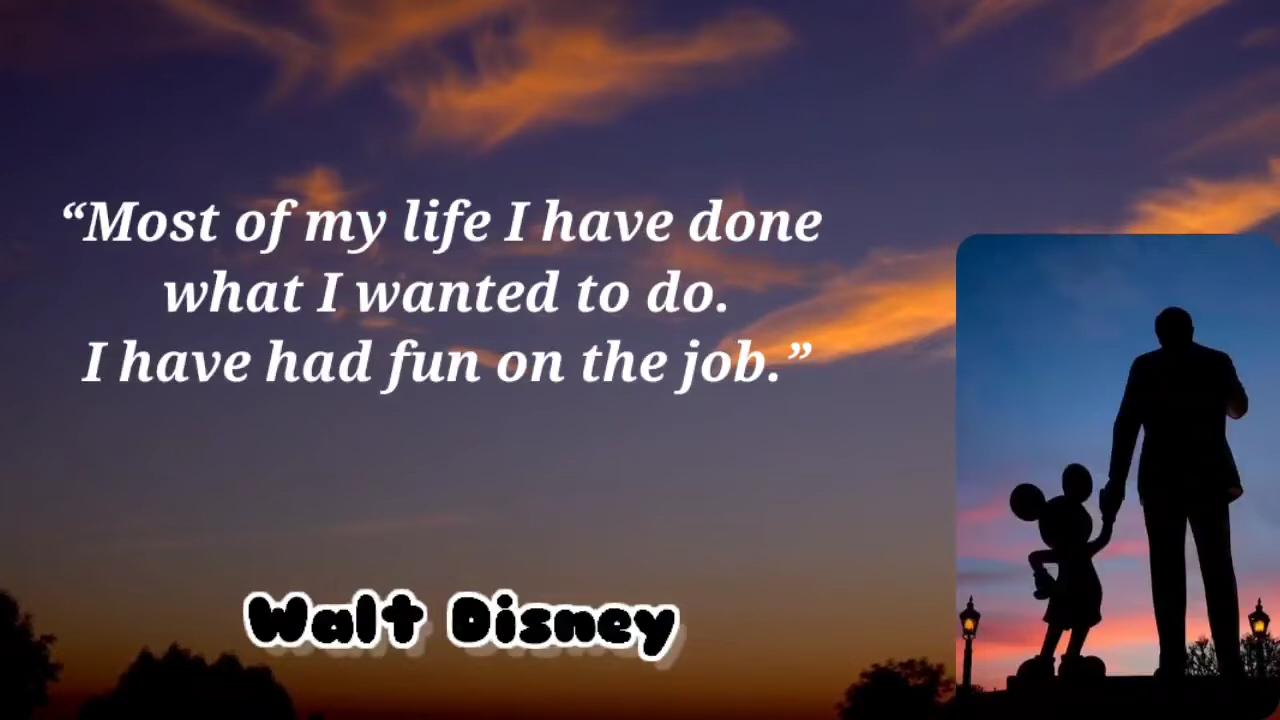 “Most of my life I have done
what I wanted to do.
I have had fun on the job.”
Walt Disney